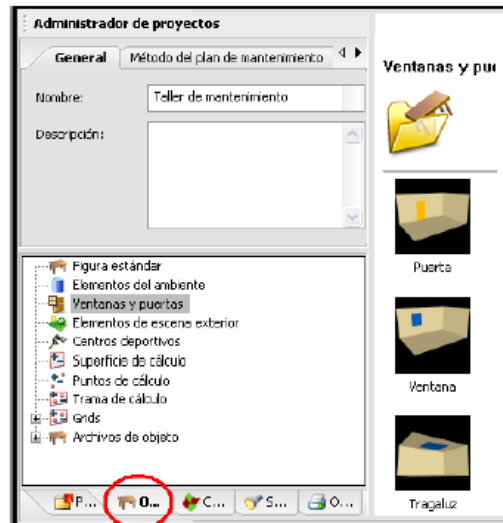 Administrador de proyectos
General
Método del plan de mantenimiento
Nombre:
Taller de mantenimiento
Descripción:
Figura estándar
Elementos del ambiente
Ventanas y puertas
Elementos de escena exterior
Centros deportivos
Superficie de cálculo
Puntos de cálculo
Trama de cálculo
Grids
Archivos de objeto
P...
O...
C...
S...
O...
Ventanas y pue
Puerta
Ventana
Tragaluz